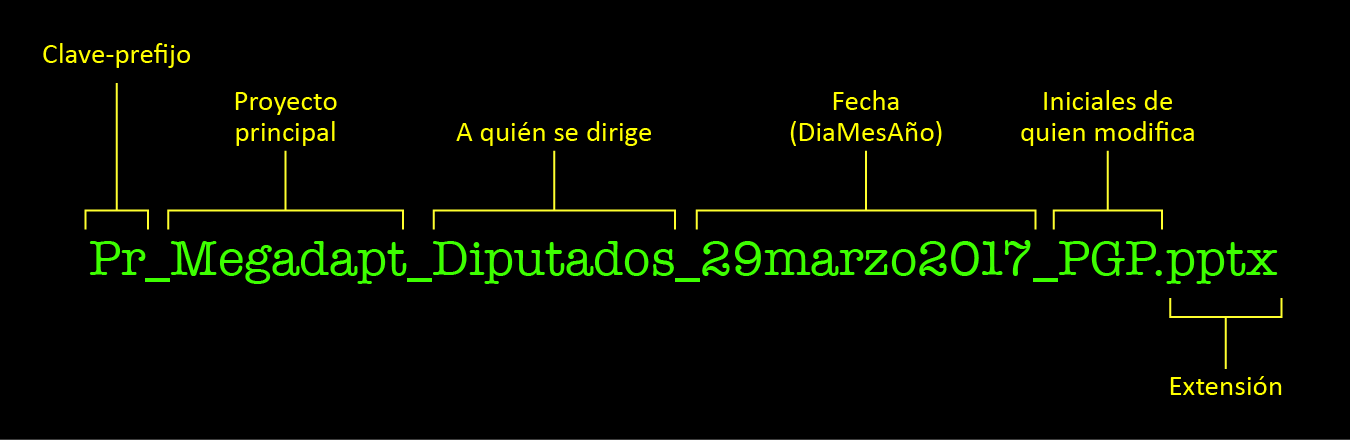 Clave-prefijo
Proyecto
principal
A quién se dirige
Fecha
(DiaMesAño)
Iniciales de
quien modifica
Pr_Megadapt_Diputados_29marzo2017_PGP.pptx
Extensión